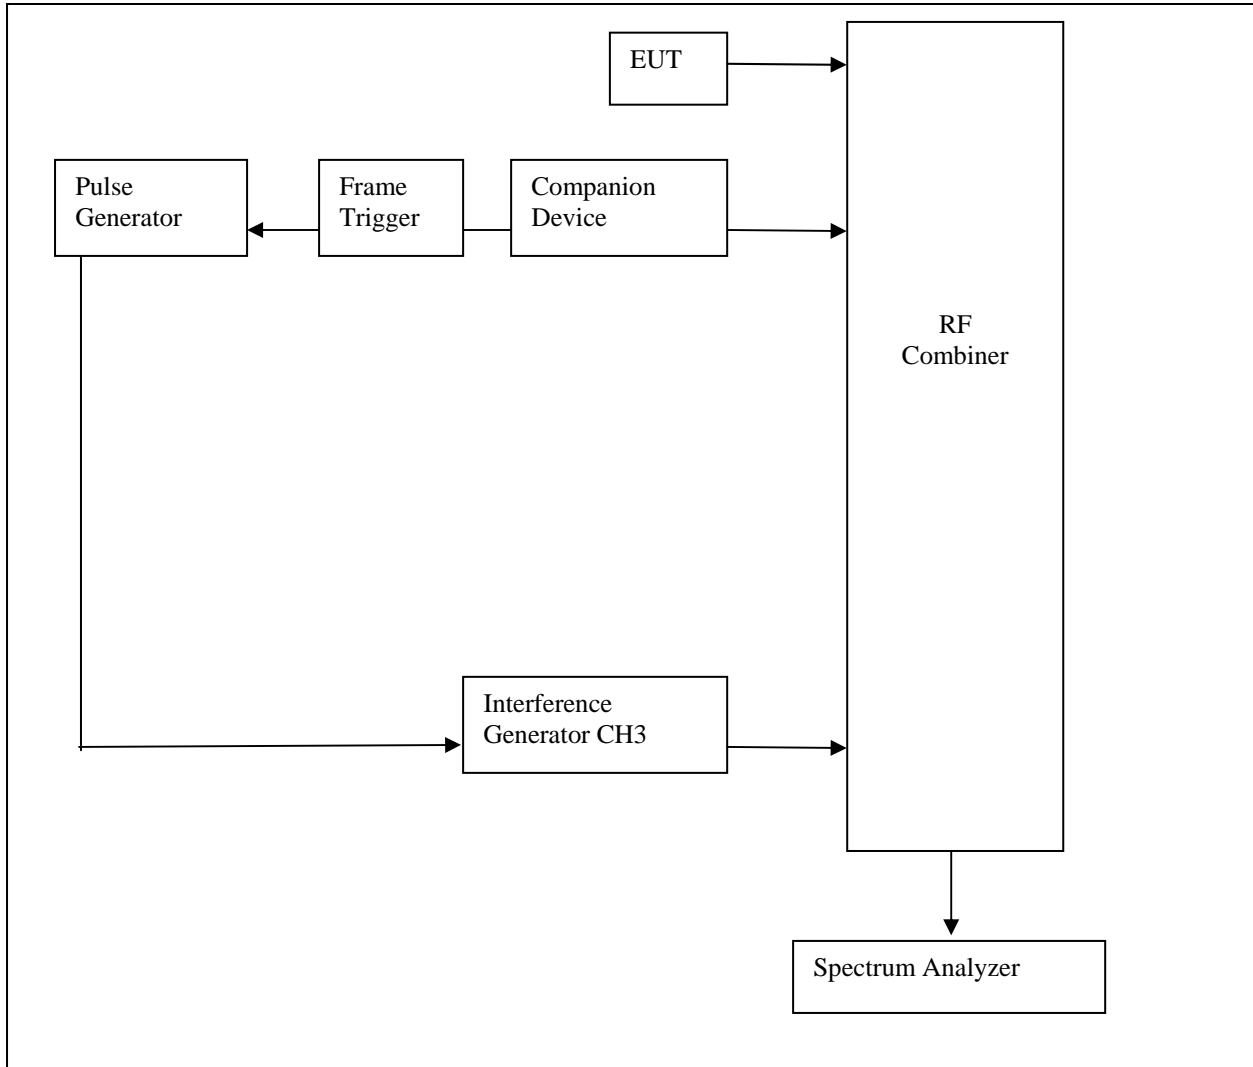 EUT
Pulse
Generator
Frame
Trigger
Companion
Device
RF
Combiner
Interference
Generator CH3
Spectrum Analyzer